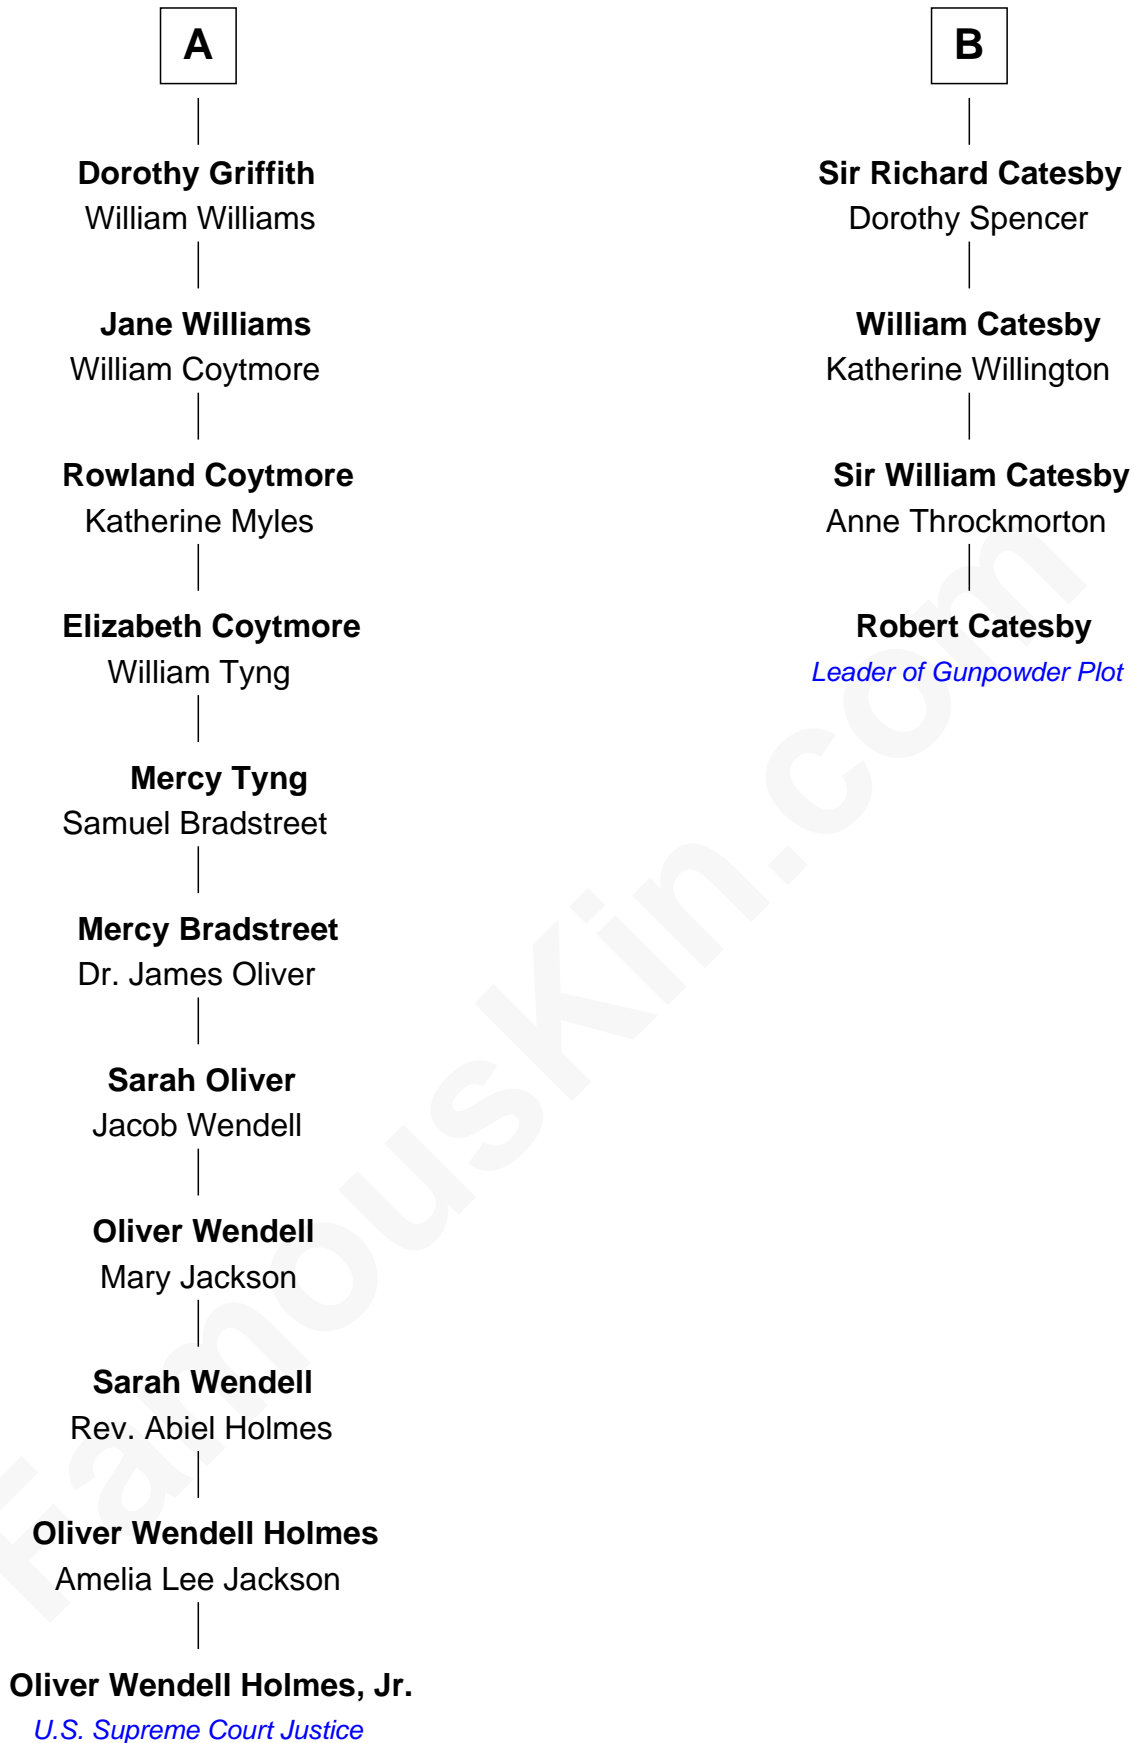 A
Dorothy Griffith
William Williams
Jane Williams
William Coytmore
Rowland Coytmore
Katherine Myles
Elizabeth Coytmore
William Tyng
Mercy Tyng
Samuel Bradstreet
Mercy Bradstreet
Dr. James Oliver
Sarah Oliver
Jacob Wendell
Oliver Wendell
Mary Jackson
Sarah Wendell
Rev. Abiel Holmes
Oliver Wendell Holmes
Amelia Lee Jackson
Oliver Wendell Holmes, Jr.
U.S. Supreme Court Justice
B
Sir Richard Catesby
Dorothy Spencer
William Catesby
Katherine Willington
Sir William Catesby
Anne Throckmorton
Robert Catesby
Leader of Gunpowder Plot
FamousKin.com